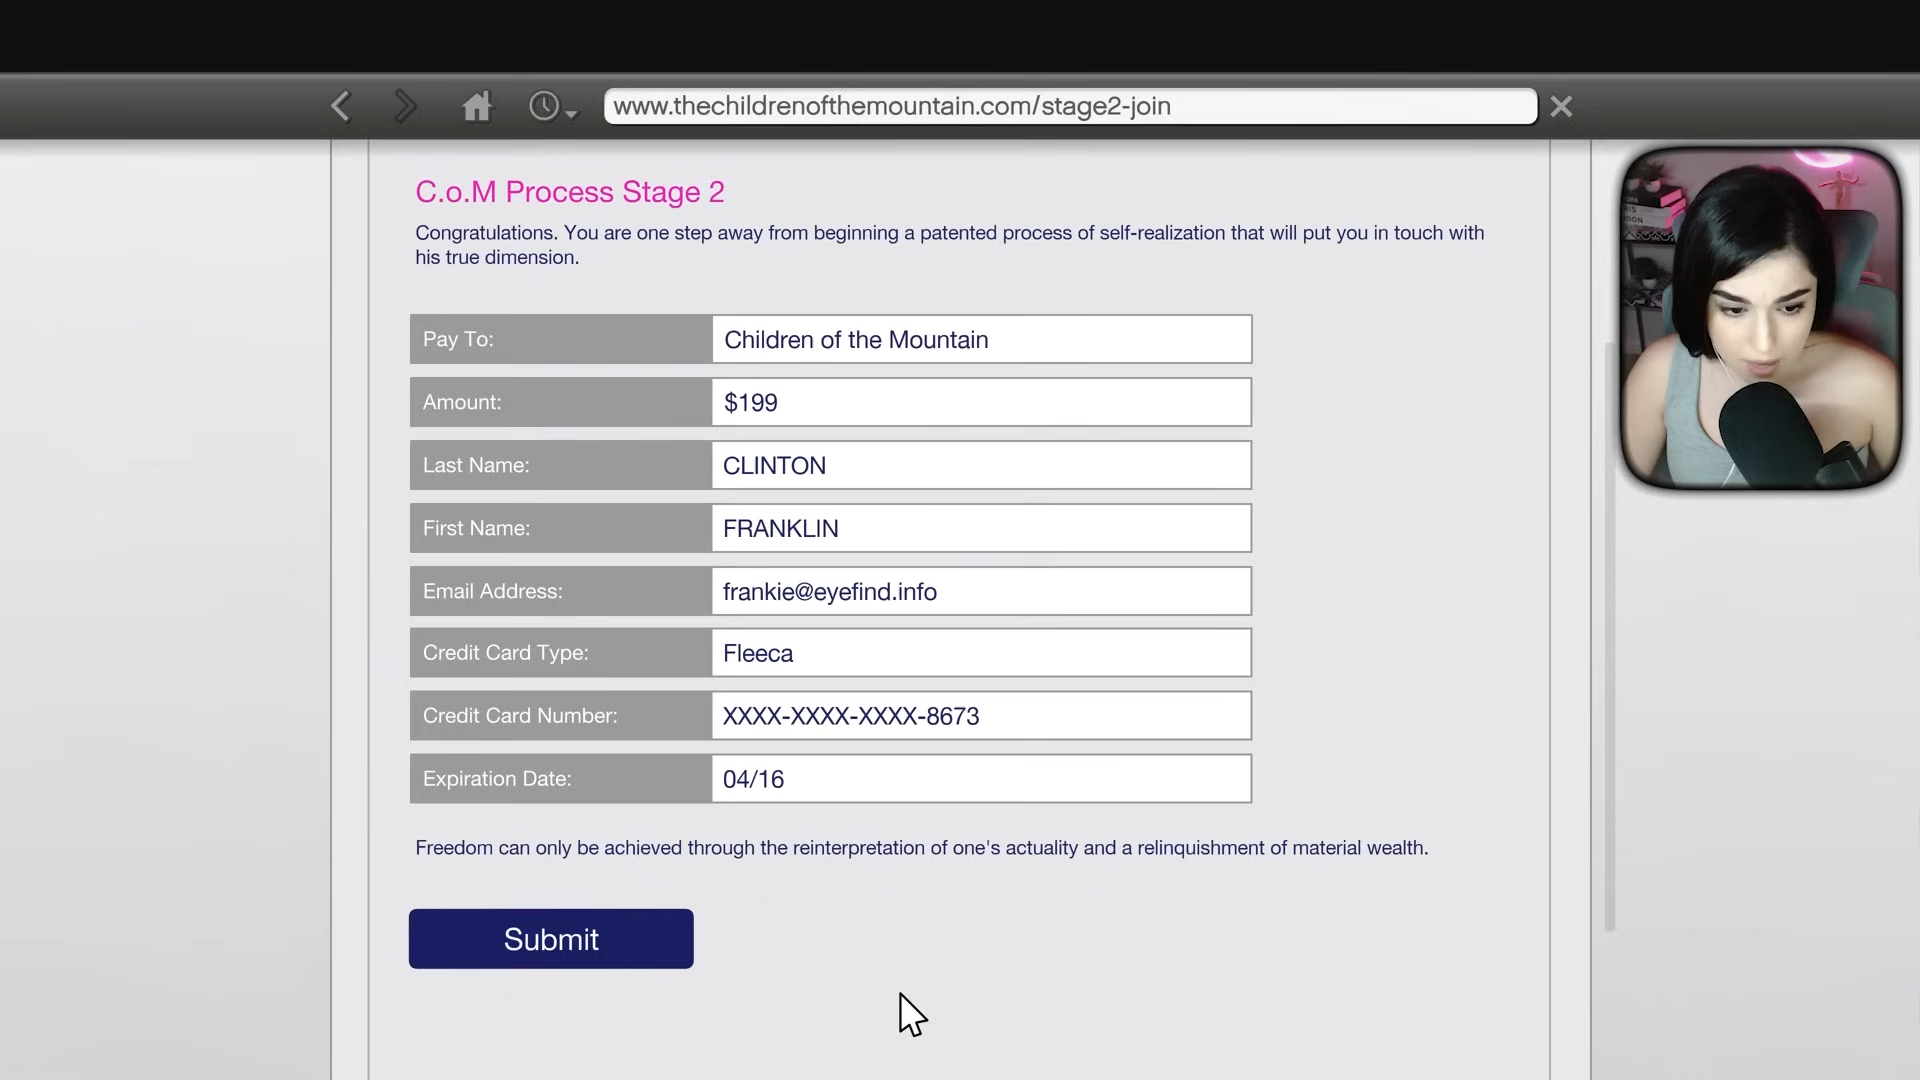 www.thechildrenofthemountain.com/stage2-join
C.o.M Process Stage 2
Congratulations. You are one step away from beginning a patented process of self-realization that will put you in touch with
his true dimension.
Pay To: Children of the Mountain
Amount: $199
Last Name: CLINTON
First Name: FRANKLIN
Email Address: frankie@eyefind.info
Credit Card Type: Fleeca
Credit Card Number: XXXX-XXXX-XXXX-8673
Expiration Date: 04/16
Freedom can only be achieved through the reinterpretation of one's actuality and a relinquishment of material wealth.
Submit